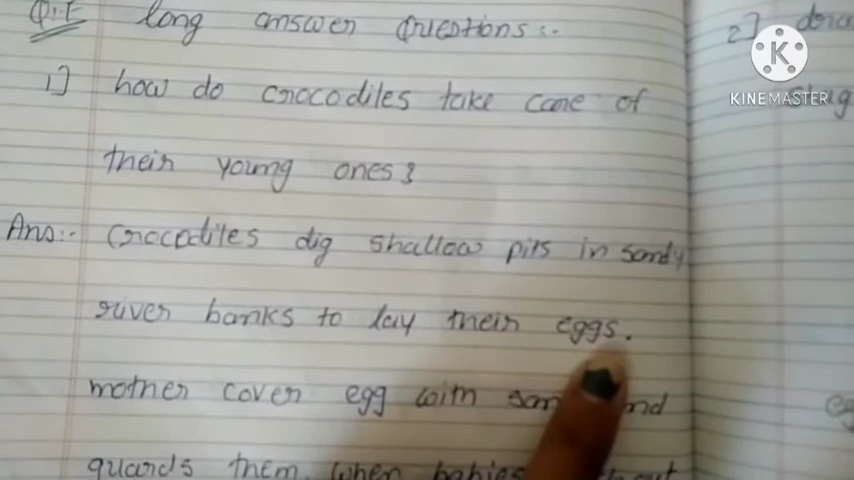 Q.E long answer Questions:-
1] how do crocodiles take care of
their young ones?
Ans:- Crocodiles dig shallow pits in sandy
river banks to lay their eggs.
mother cover egg with
guards them. when babies
2]
KINEMASTER